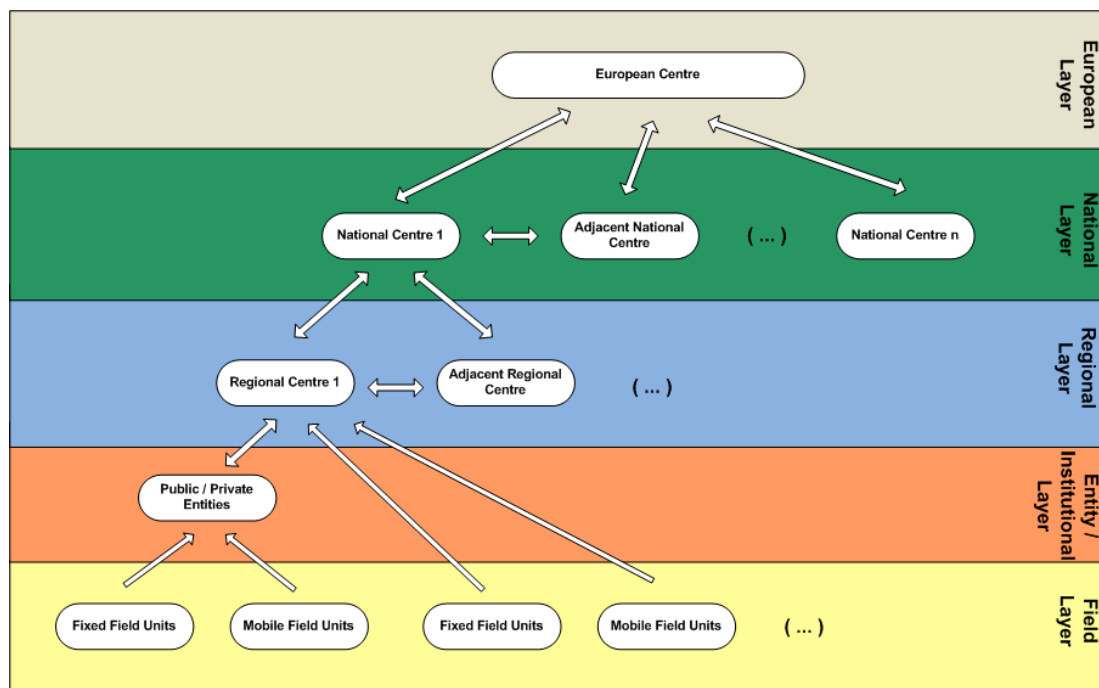 European Centre
European
Layer
National Centre 1
Adjacent National
Centre
( ... )
National Centre n
National
Layer
Regional Centre 1
Adjacent Regional
Centre
( ... )
Regional
Layer
Public / Private
Entities
Entity /
Institutional
Layer
Fixed Field Units
Mobile Field Units
Fixed Field Units
Mobile Field Units
( ... )
Field
Layer